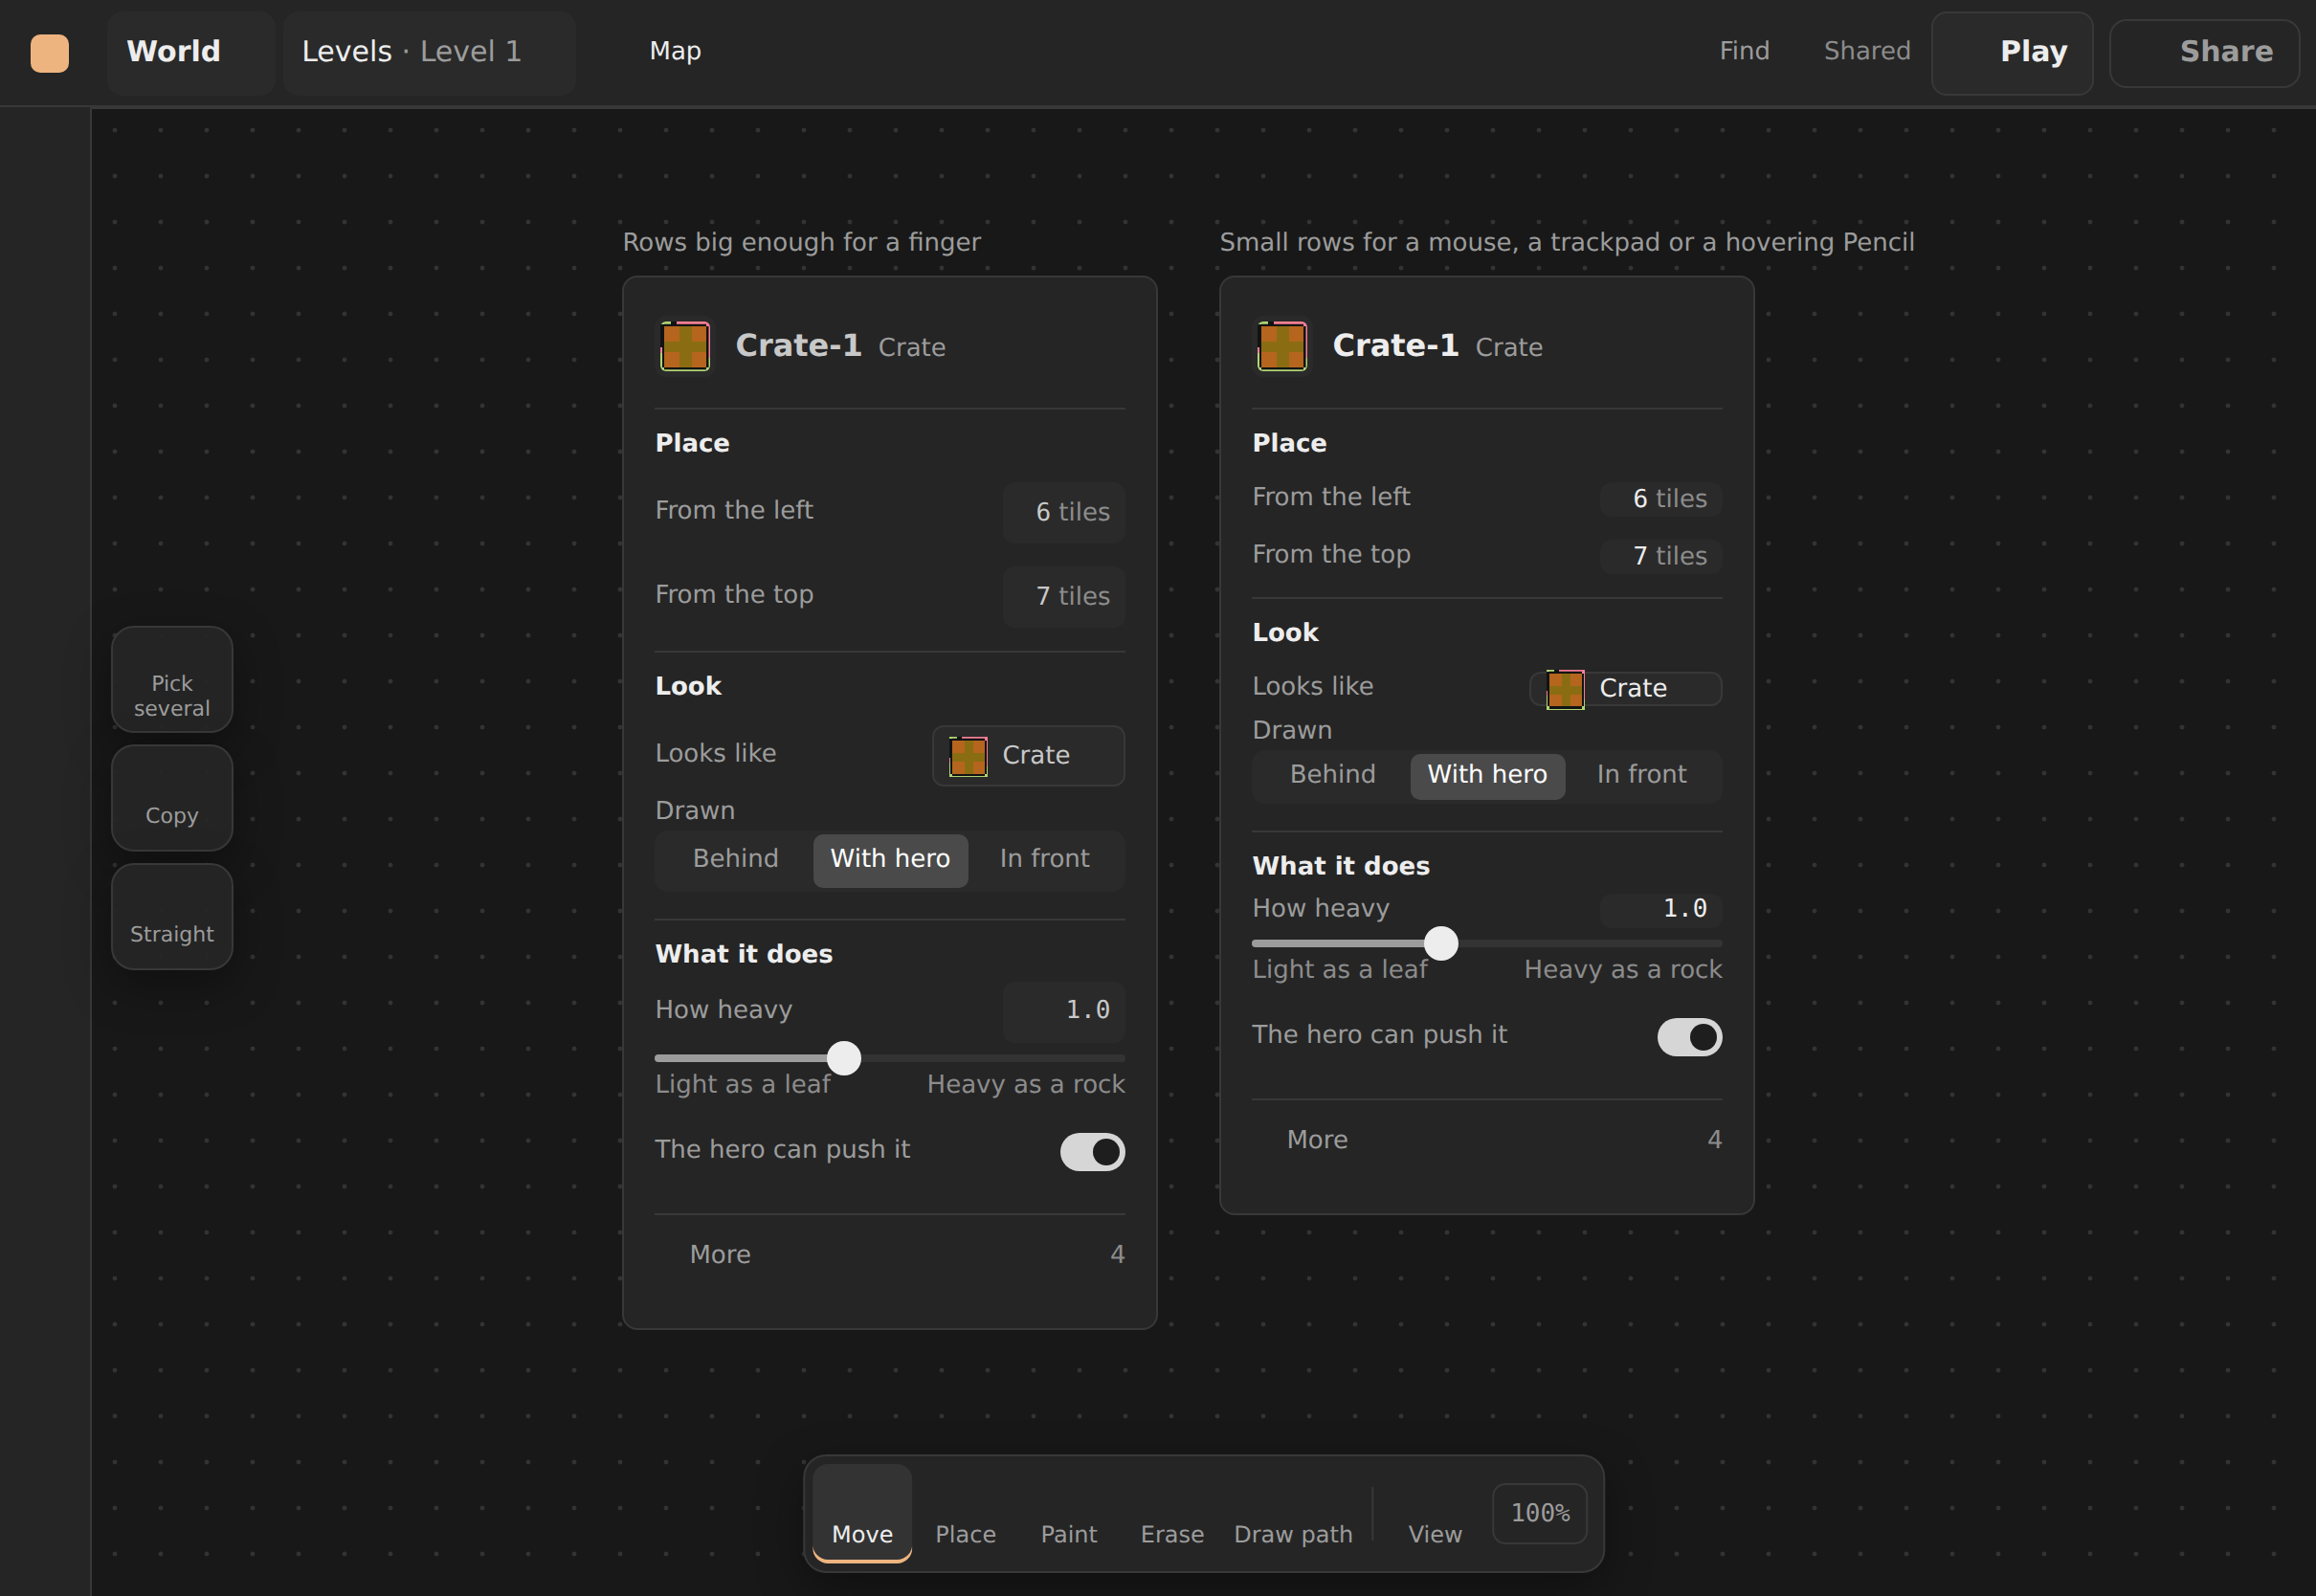 World
Levels · Level 1
Map
Find
Shared
Play
Share
Rows big enough for a finger
Crate-1 Crate
Place
From the left
6 tiles
From the top
7 tiles
Look
Looks like
Crate
Drawn
Behind
With hero
In front
What it does
How heavy
1.0
Light as a leaf
Heavy as a rock
The hero can push it
More
4
Small rows for a mouse, a trackpad or a hovering Pencil
Crate-1 Crate
Place
From the left
6 tiles
From the top
7 tiles
Look
Looks like
Crate
Drawn
Behind
With hero
In front
What it does
How heavy
1.0
Light as a leaf
Heavy as a rock
The hero can push it
More
4
Pick
several
Copy
Straight
Move
Place
Paint
Erase
Draw path
View
100%